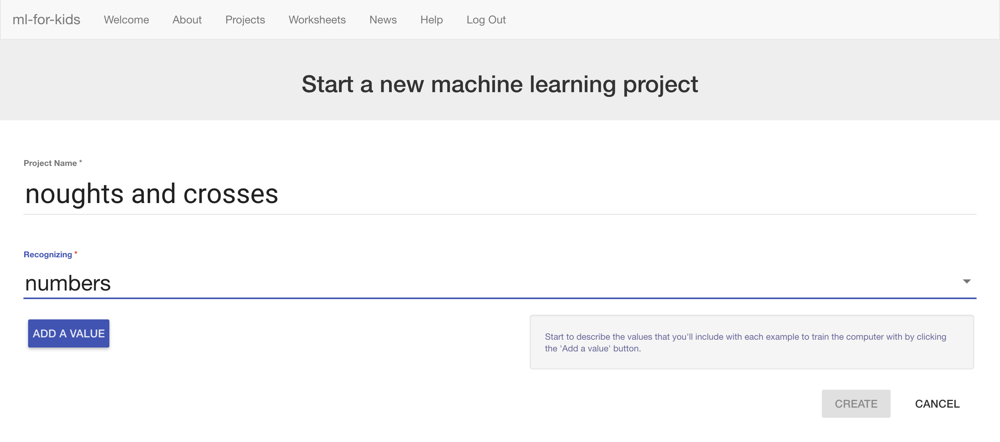 ml-for-kids Welcome About Projects Worksheets News Help Log Out
Start a new machine learning project
Project Name *
noughts and crosses
Recognizing *
numbers
ADD A VALUE
Start to describe the values that you'll include with each example to train the computer with by clicking
the 'Add a value' button.
CREATE CANCEL